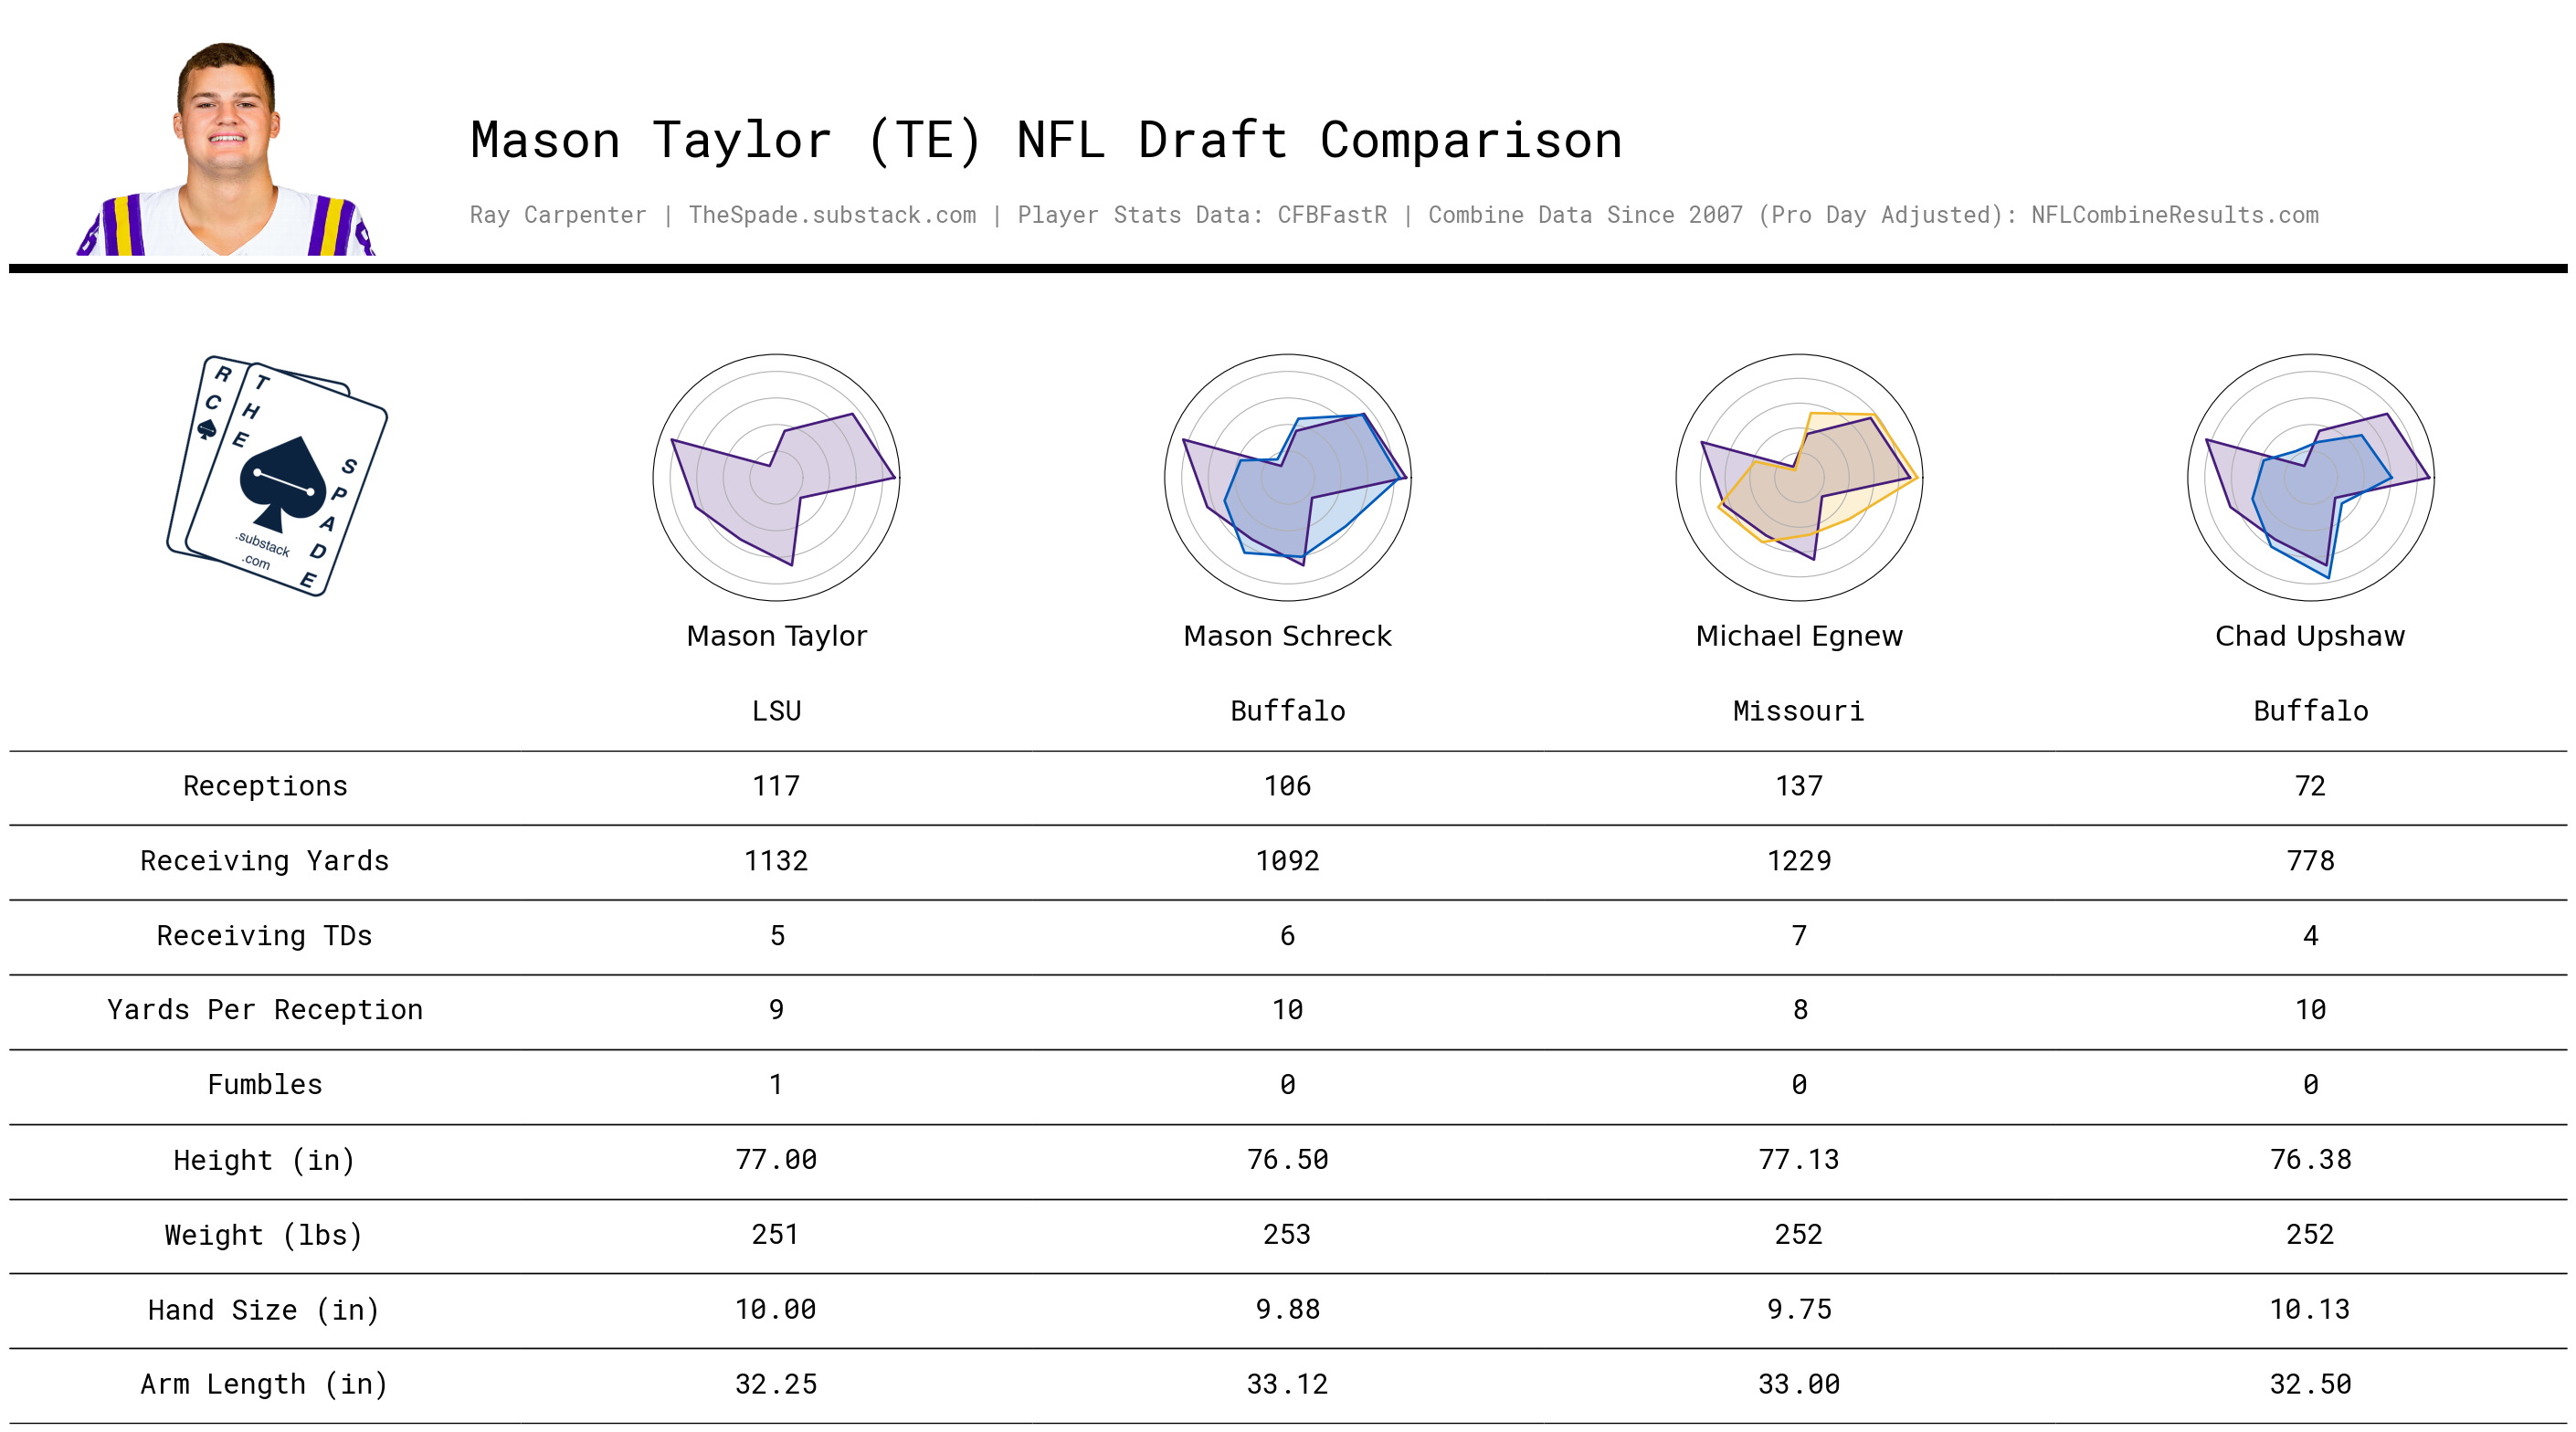 Mason Taylor (TE) NFL Draft Comparison
Ray Carpenter | TheSpade.substack.com | Player Stats Data: CFBFastR | Combine Data Since 2007 (Pro Day Adjusted): NFLCombineResults.com
RC
THE
SPADE
.substack
.com
Mason Taylor Mason Schreck Michael Egnew Chad Upshaw
LSU Buffalo Missouri Buffalo
Receptions 117 106 137 72
Receiving Yards 1132 1092 1229 778
Receiving TDs 5 6 7 4
Yards Per Reception 9 10 8 10
Fumbles 1 0 0 0
Height (in) 77.00 76.50 77.13 76.38
Weight (lbs) 251 253 252 252
Hand Size (in) 10.00 9.88 9.75 10.13
Arm Length (in) 32.25 33.12 33.00 32.50